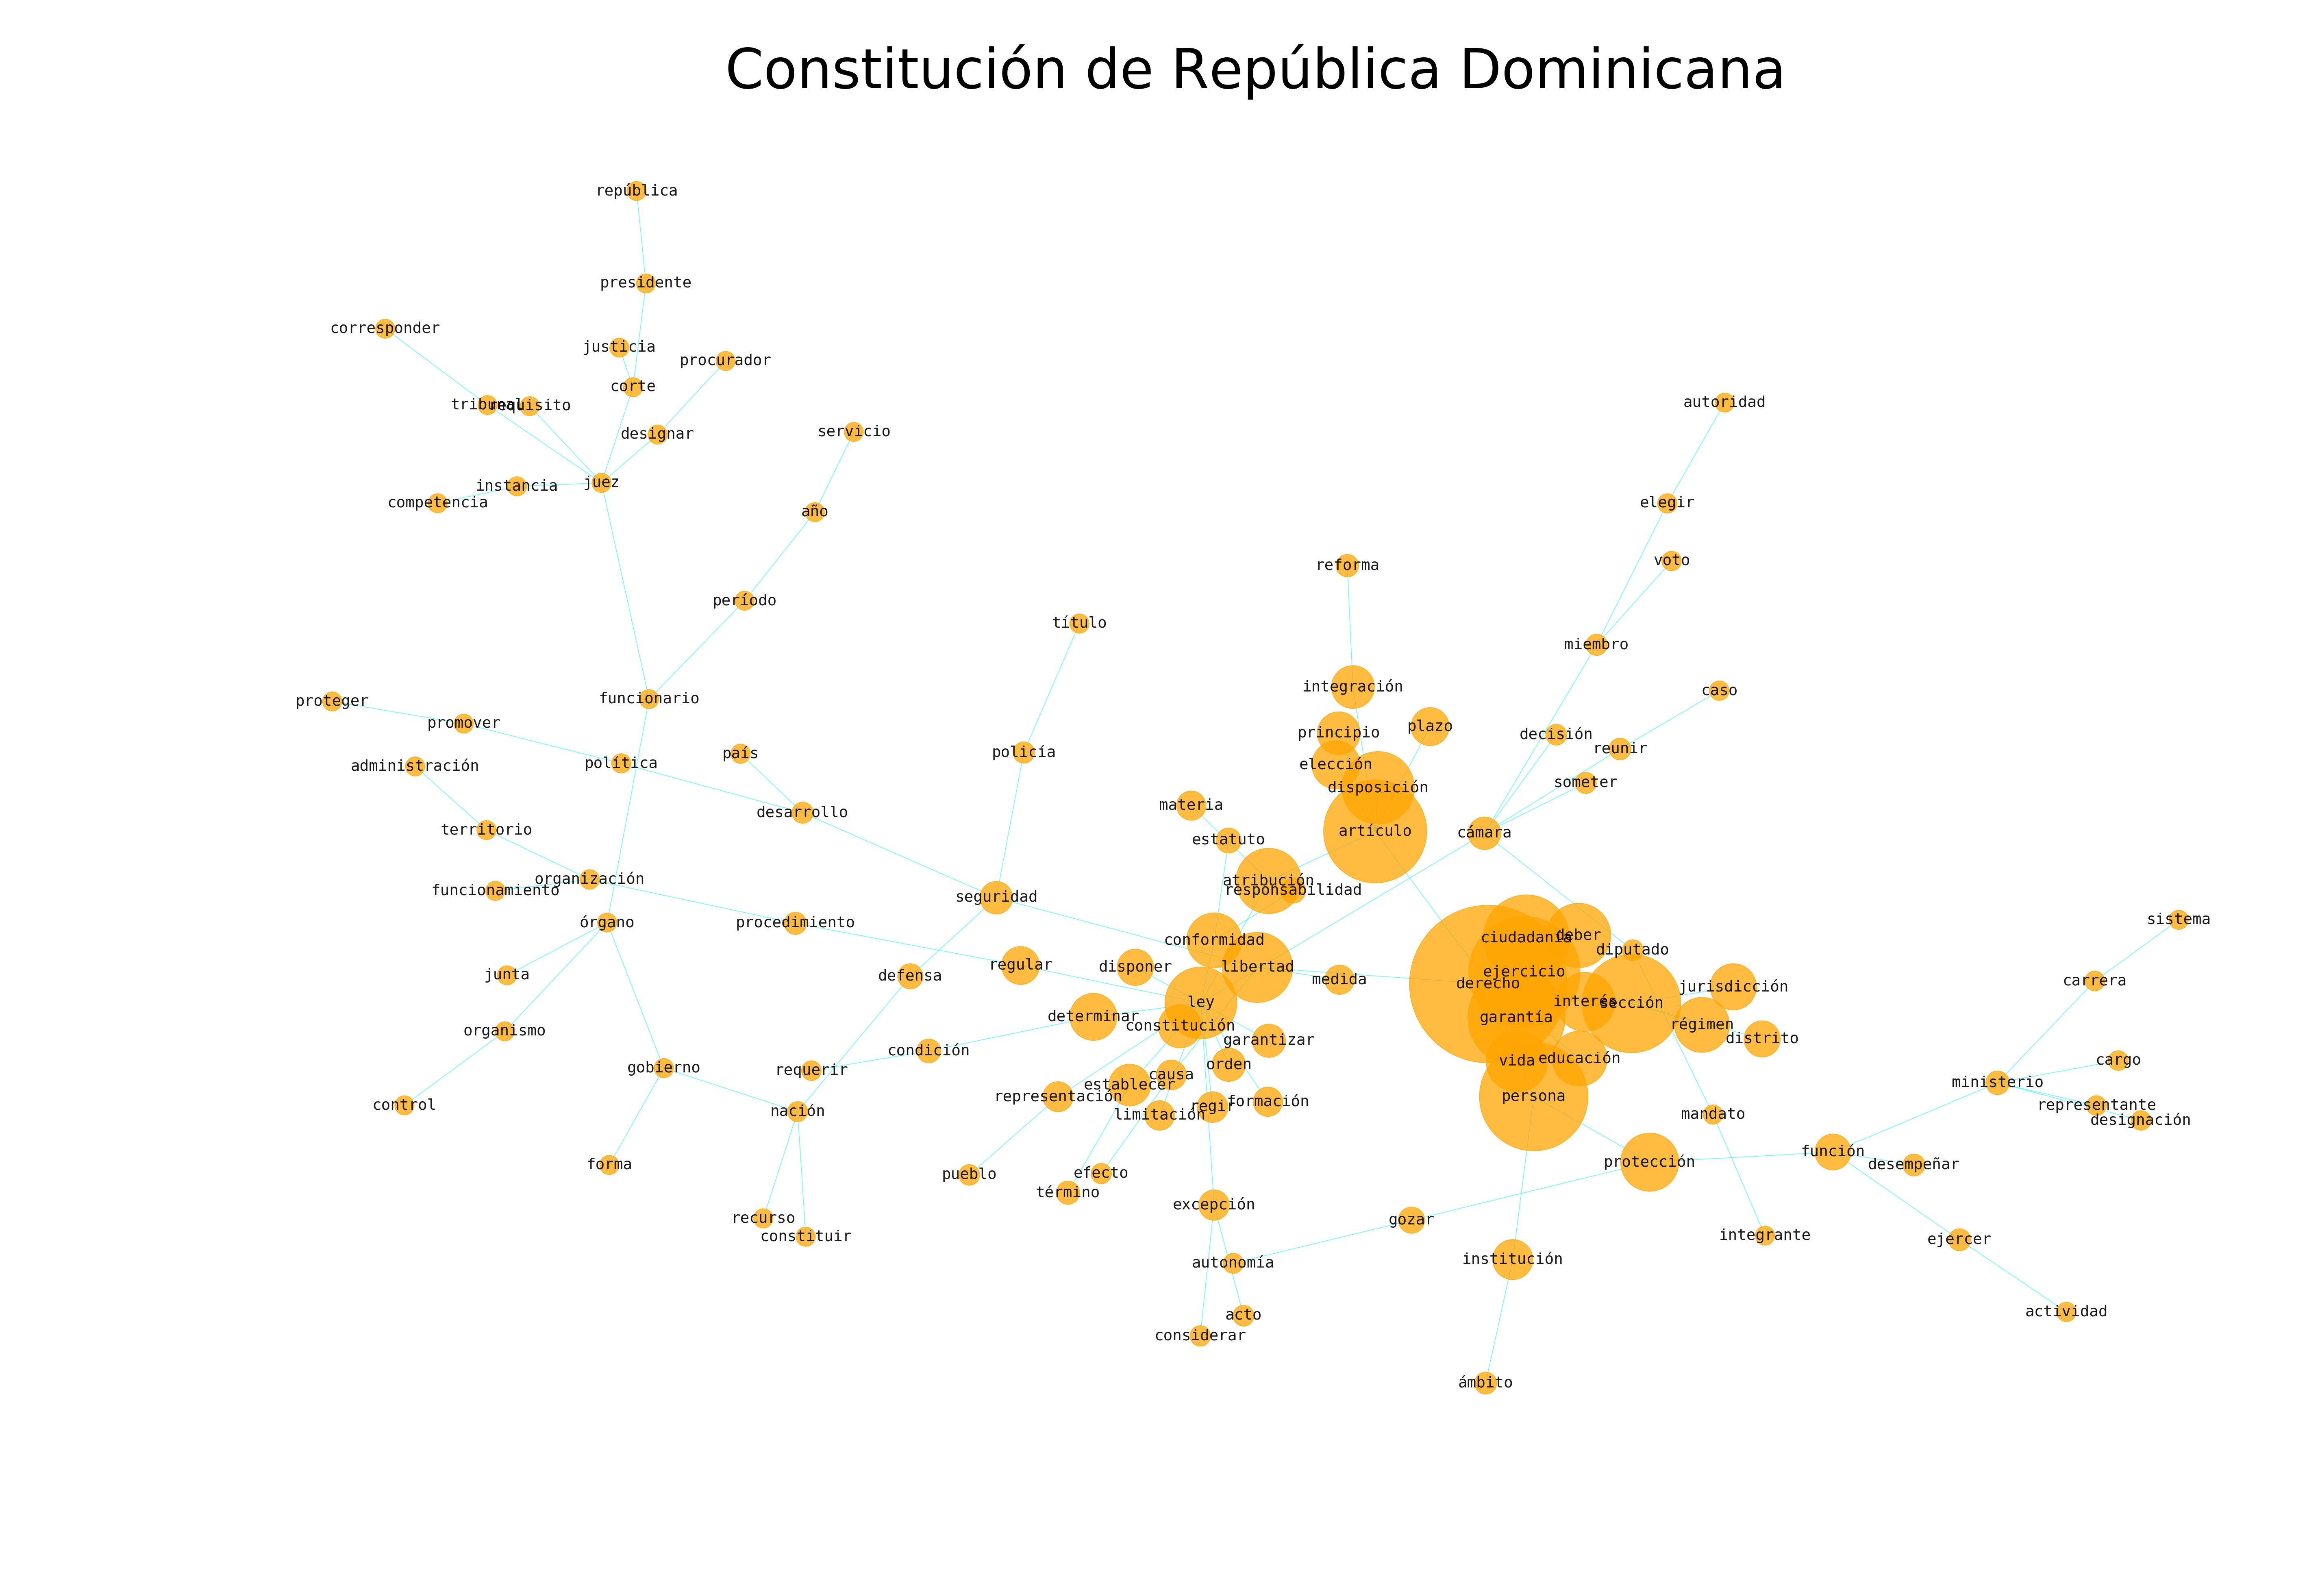 Constitución de República Dominicana
república
presidente
corresponder
justicia
procurador
corte
tribunal
requisito
autoridad
designar
servicio
juez
instancia
competencia
elegir
año
voto
reforma
período
título
miembro
integración
caso
funcionario
proteger
promover
plazo
principio
decisión
reunir
país
policía
política
administración
elección
someter
disposición
materia
desarrollo
territorio
artículo
cámara
estatuto
organización
atribución
funcionamiento
responsabilidad
seguridad
órgano
procedimiento
sistema
conformidad
ciudadanía
deber
diputado
regular
disponer
libertad
junta
defensa
medida
ejercicio
derecho
carrera
jurisdicción
ley
interés
sección
determinar
garantía
constitución
régimen
organismo
garantizar
distrito
condición
vida
educación
cargo
orden
gobierno
requerir
causa
ministerio
establecer
representación
persona
control
regir
formación
representante
nación
limitación
mandato
designación
función
forma
protección
desempeñar
pueblo
efecto
término
excepción
recurso
gozar
constituir
integrante
ejercer
institución
autonomía
acto
actividad
considerar
ámbito